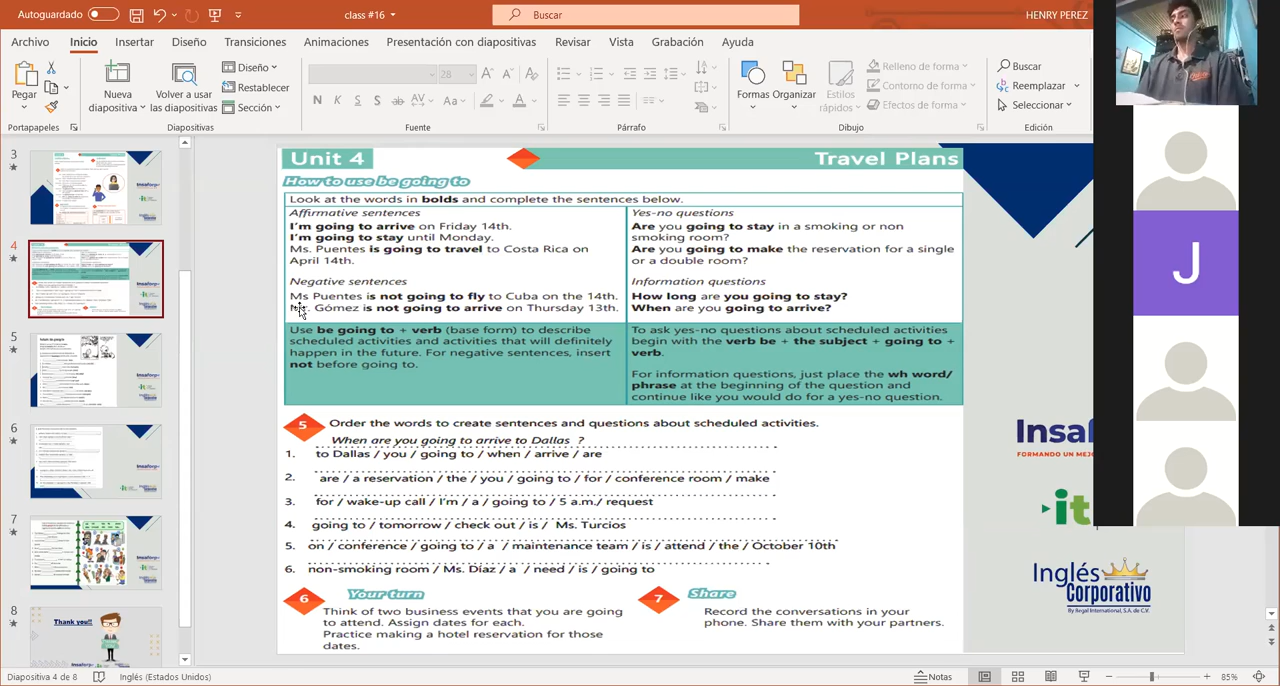 Autoguardado
class #16
Buscar
HENRY PEREZ
Archivo
Inicio
Insertar
Diseño
Transiciones
Animaciones
Presentación con diapositivas
Revisar
Vista
Grabación
Ayuda
Pegar
Nueva diapositiva
Volver a usar las diapositivas
Diseño
Restablecer
Sección
28
N K S S ab AV Aa A
Formas
Organizar
Estilos rápidos
Relleno de forma
Contorno de forma
Efectos de forma
Buscar
Reemplazar
Seleccionar
Portapapeles
Diapositivas
Fuente
Párrafo
Dibujo
Edición
3
4
5
6
7
8
Thank you!!
Unit 4
Travel Plans
How to use be going to
Look at the words in bolds and complete the sentences below.
Affirmative sentences
I'm going to arrive on Friday 14th.
I'm going to stay until Monday.
Ms. Puentes is going to travel to Costa Rica on
April 14th.
Negative sentences
Ms Puentes is not going to fly to Cuba on the 14th.
Mr. Gómez is not going to arrive on Thursday 13th.
Yes-no questions
Are you going to stay in a smoking or non
smoking room?
Are you going to make the reservation for a single
or a double room?
Information questions
How long are you going to stay?
When are you going to arrive?
Use be going to + verb (base form) to describe
scheduled activities and activities that will definitely
happen in the future. For negative sentences, insert
not before going to.
To ask yes-no questions about scheduled activities
begin with the verb be + the subject + going to +
verb.
For information questions, just place the wh word/
phrase at the beginning of the question and
continue like you would do for a yes-no question.
5 Order the words to create sentences and questions about scheduled activities.
When are you going to arrive to Dallas ?
1. to Dallas / you / going to / when / arrive / are
2. are / a reservation / the / you / going to / for / conference room / make
3. for / wake-up call / I'm / a / going to / 5 a.m./ request
4. going to / tomorrow / check out / is / Ms. Turcios
5. on / conference / going to / a / maintenance team / is / attend / the / October 10th
6. non-smoking room / Ms. Diaz / a / need / is / going to
6 Your turn
Think of two business events that you are going
to attend. Assign dates for each.
Practice making a hotel reservation for those
dates.
7 Share
Record the conversations in your
phone. Share them with your partners.
Insaf
FORMANDO UN MEJ
it
Inglés
Corporativo
By Regal International, S.A. de C.V.
J
Diapositiva 4 de 8
Inglés (Estados Unidos)
Notas
85%